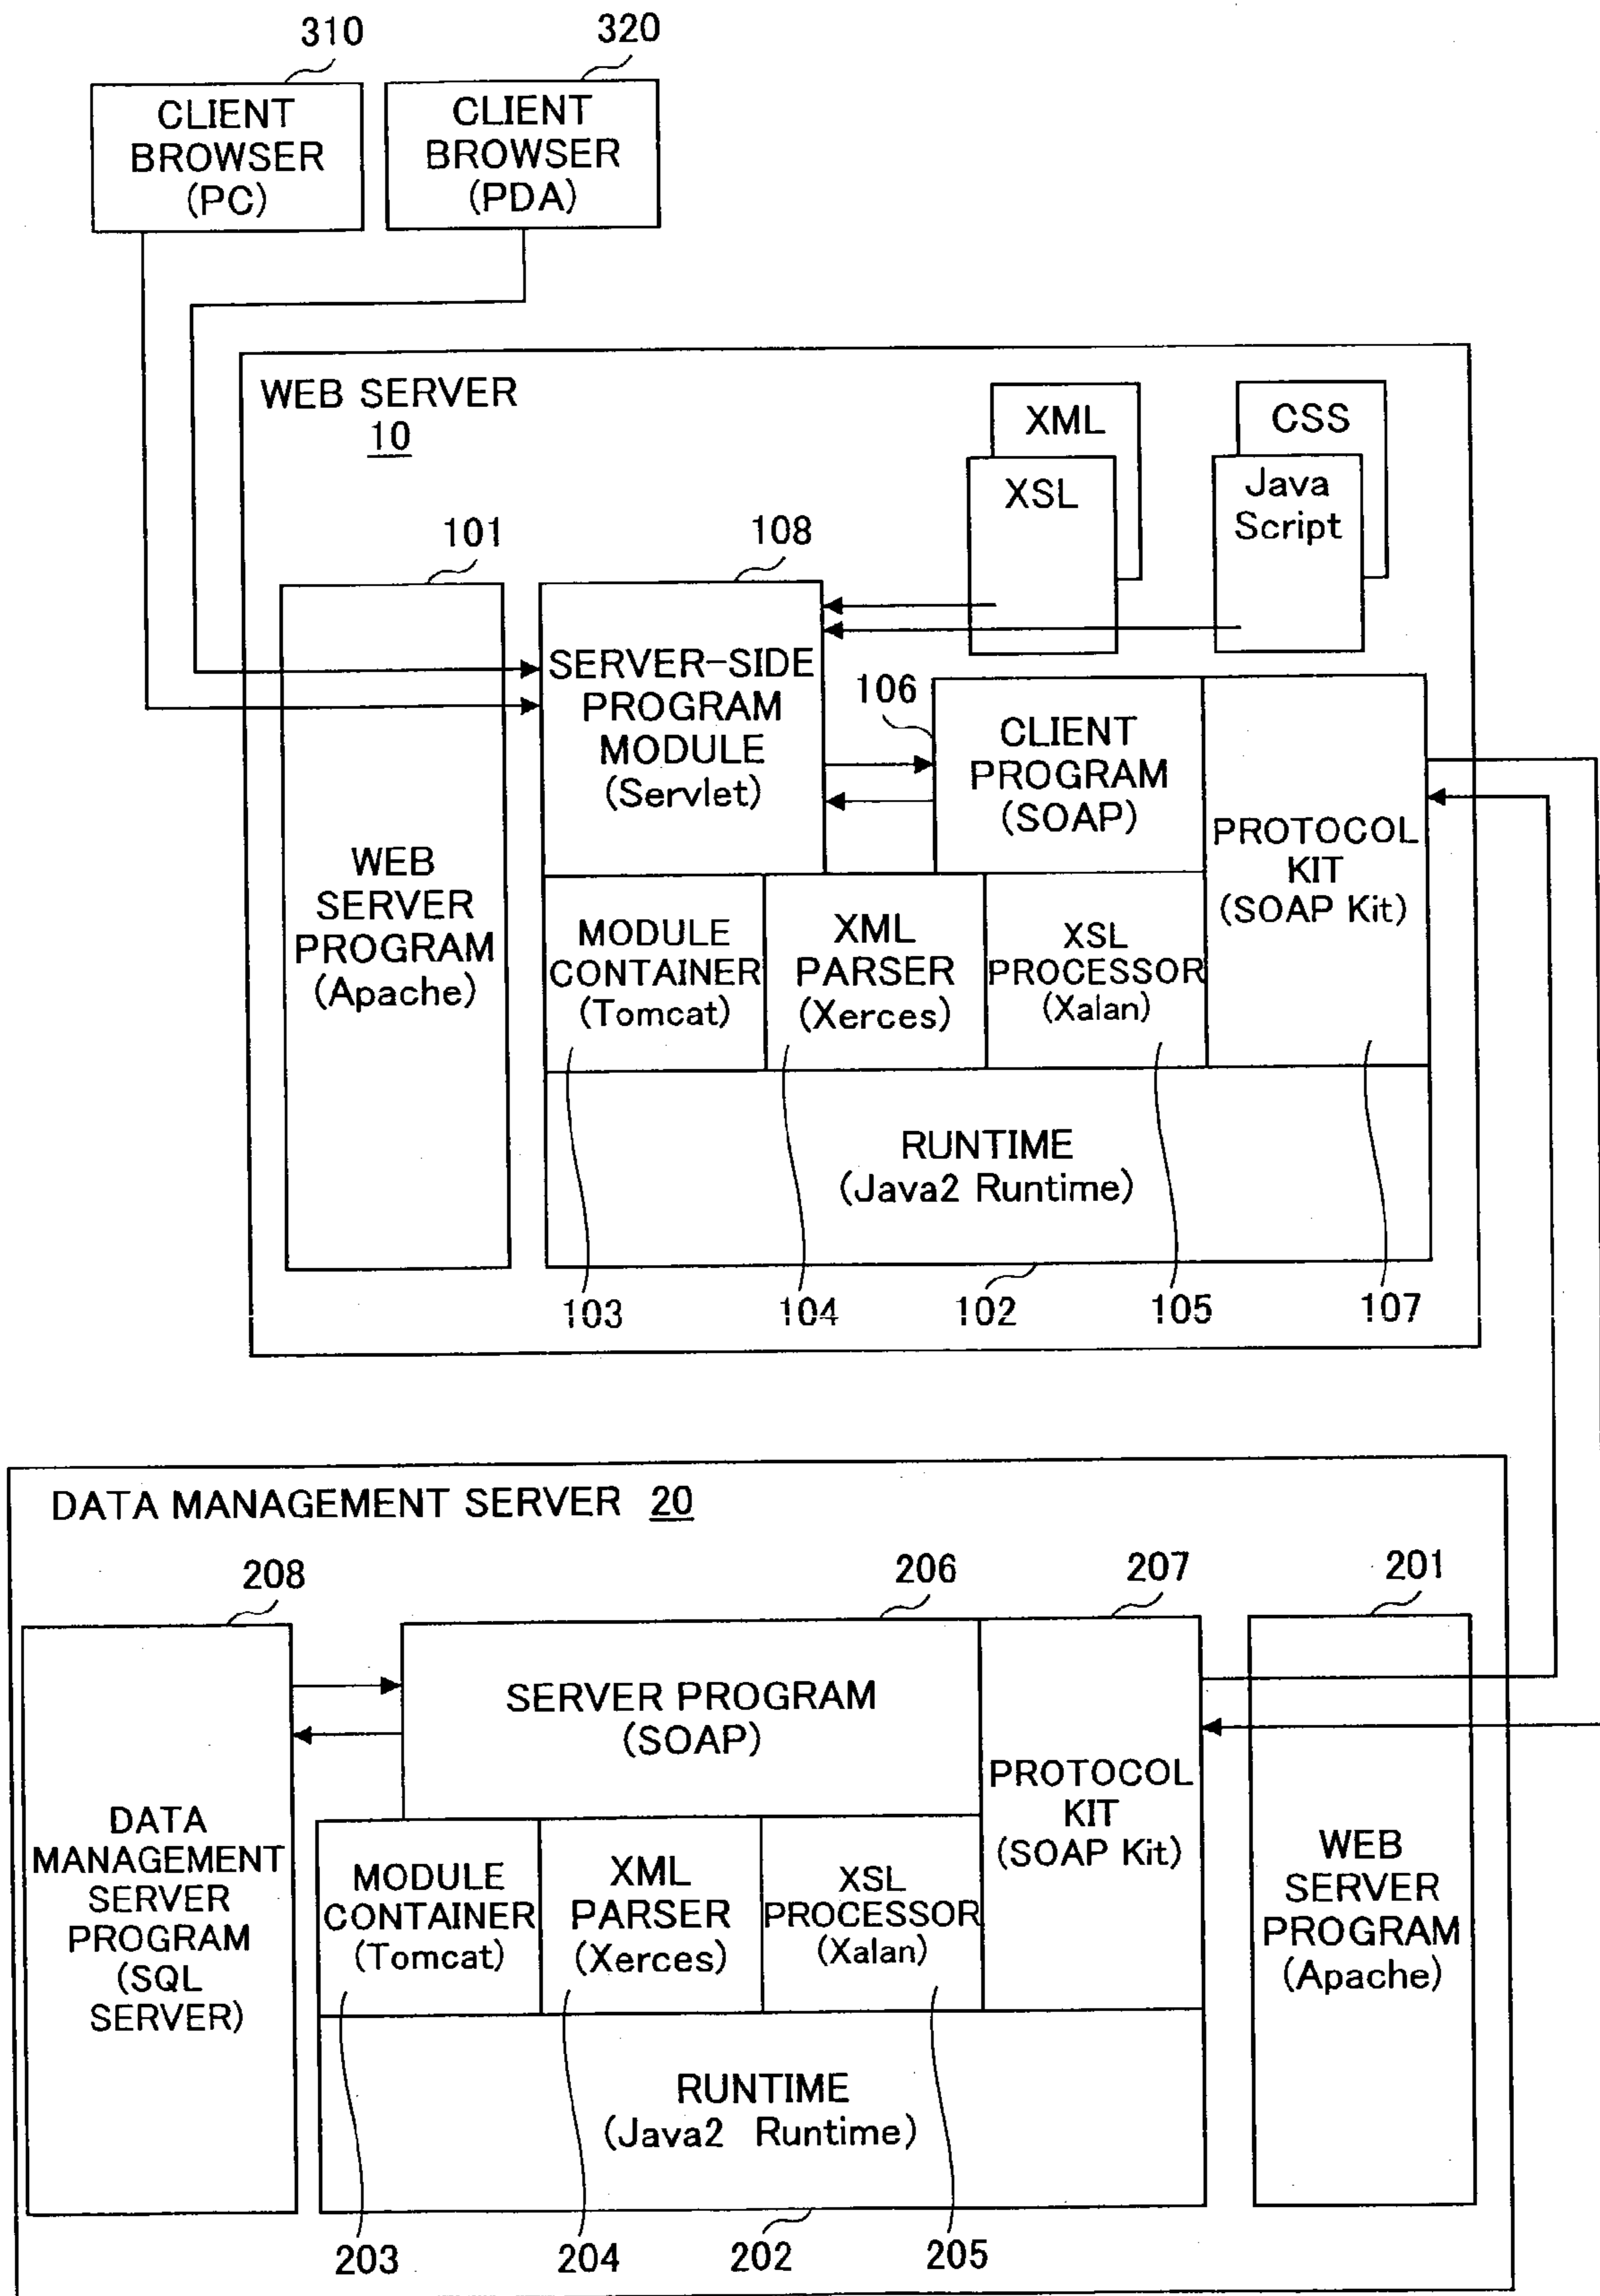 310
320
CLIENT
BROWSER
(PC)
CLIENT
BROWSER
(PDA)
WEB SERVER
10
XML
XSL
CSS
Java
Script
101
108
SERVER-SIDE
PROGRAM
MODULE
(Servlet)
106
CLIENT
PROGRAM
(SOAP)
WEB
SERVER
PROGRAM
(Apache)
PROTOCOL
KIT
(SOAP Kit)
MODULE
CONTAINER
(Tomcat)
XML
PARSER
(Xerces)
XSL
PROCESSOR
(Xalan)
RUNTIME
(Java2 Runtime)
103
104
102
105
107
DATA MANAGEMENT SERVER 20
208
206
207
201
SERVER PROGRAM
(SOAP)
PROTOCOL
KIT
(SOAP Kit)
DATA
MANAGEMENT
SERVER
PROGRAM
(SQL
SERVER)
WEB
SERVER
PROGRAM
(Apache)
MODULE
CONTAINER
(Tomcat)
XML
PARSER
(Xerces)
XSL
PROCESSOR
(Xalan)
RUNTIME
(Java2 Runtime)
203
204
202
205